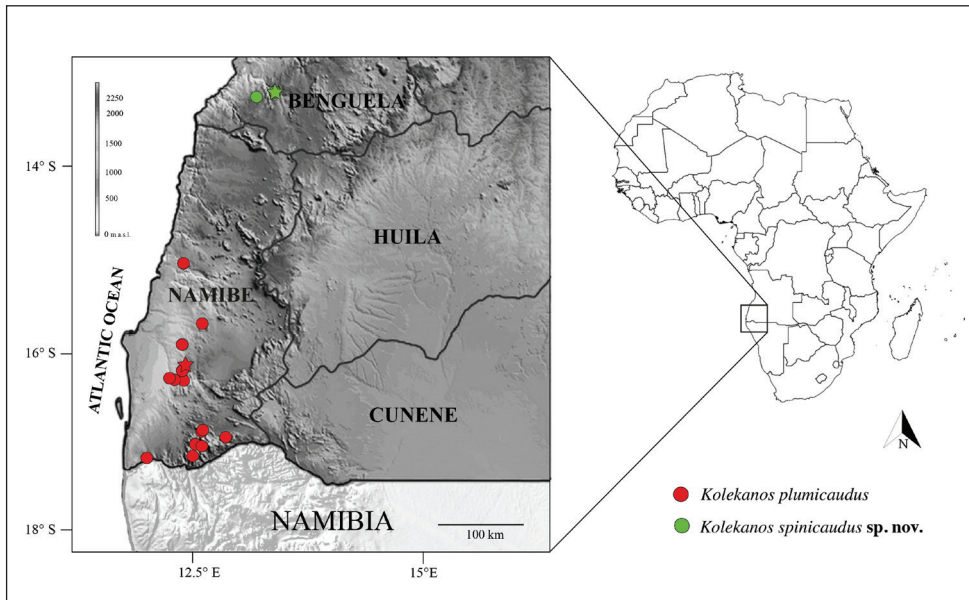 2250
2000
1500
1000
500
0 m a.s.l.
BENGUELA
14° S
HUILA
NAMIBE
ATLANTIC OCEAN
16° S
CUNENE
NAMIBIA
100 km
18° S
12.5° E
15°E
N
Kolekanos plumicaudus
Kolekanos spinicaudus sp. nov.